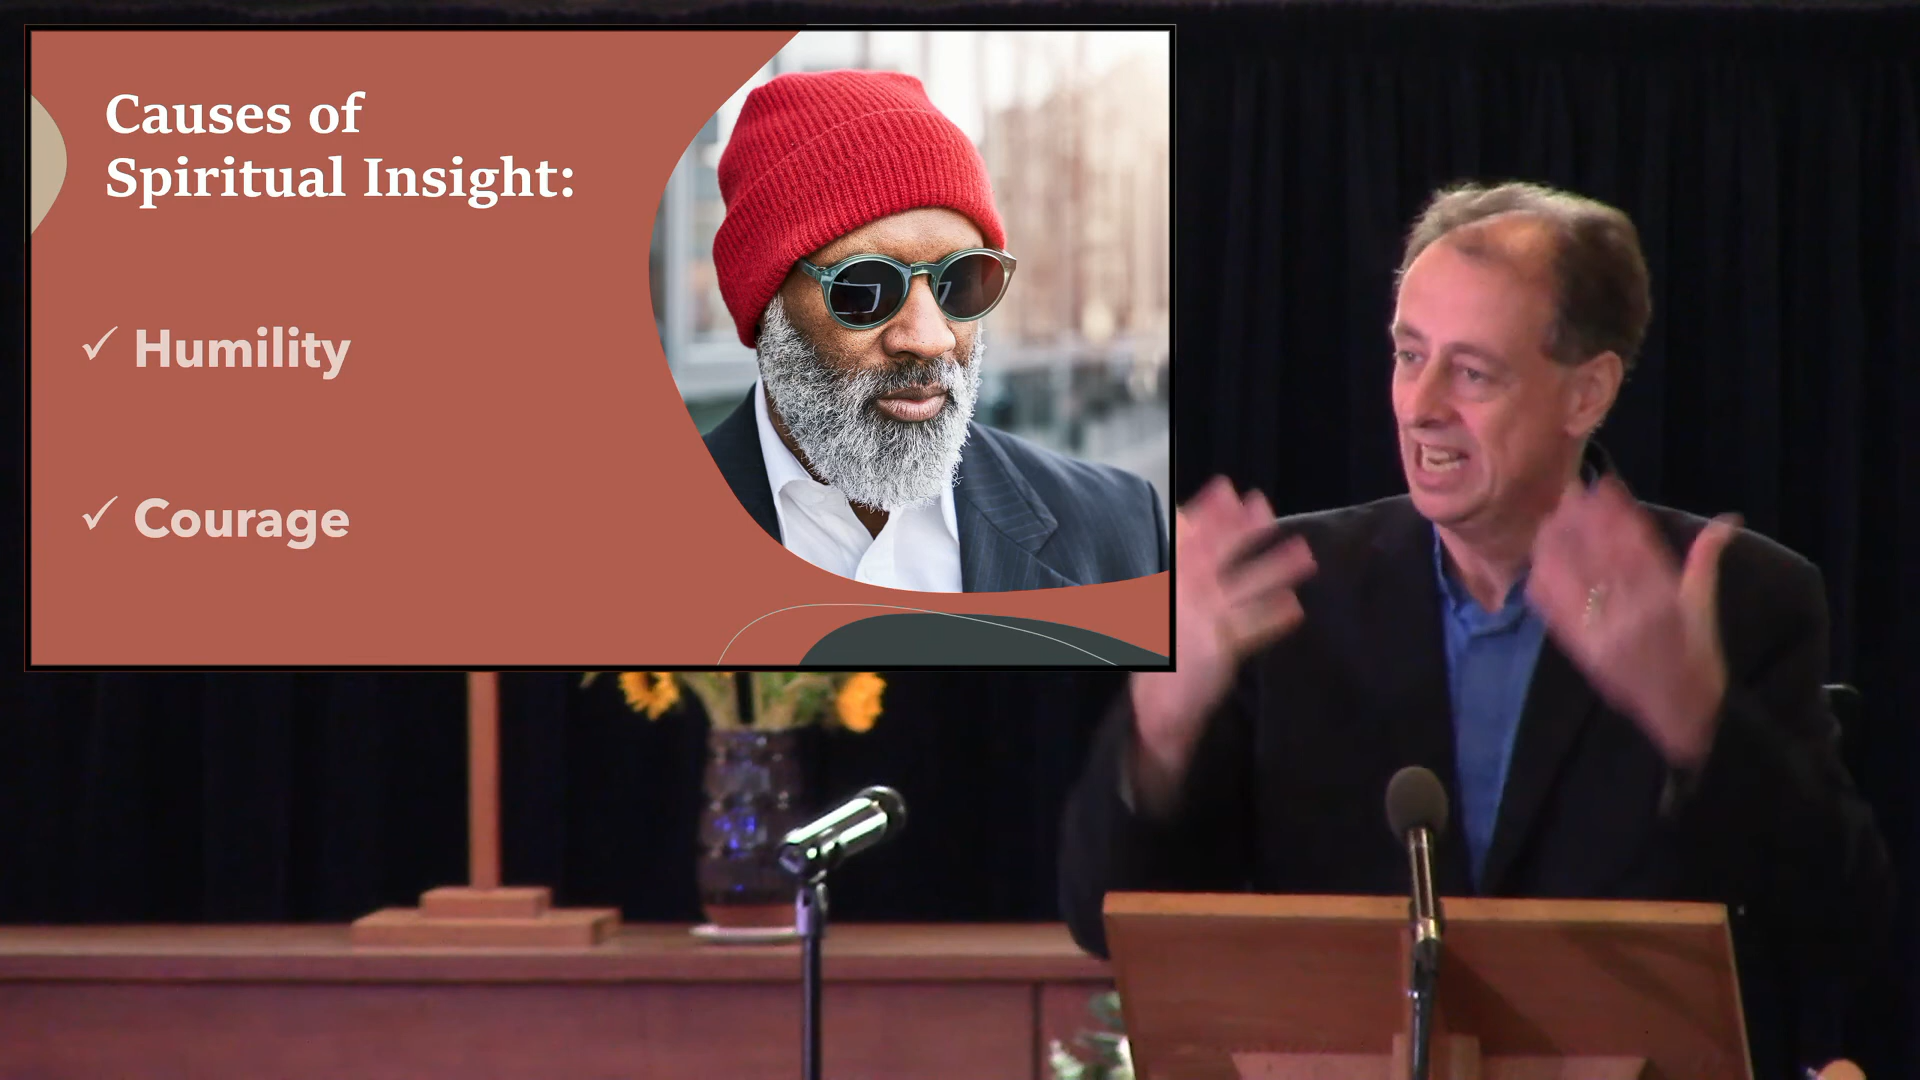 Causes of
Spiritual Insight:
✓ Humility
✓ Courage